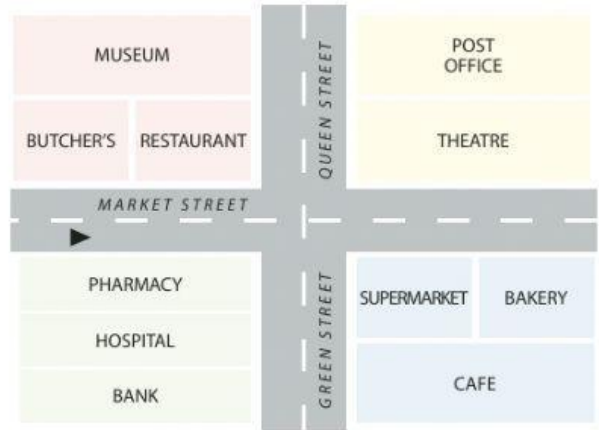 MUSEUM
BUTCHER'S
RESTAURANT
QUEEN STREET
POST
OFFICE
THEATRE
MARKET STREET
PHARMACY
HOSPITAL
BANK
GREEN STREET
SUPERMARKET
BAKERY
CAFE